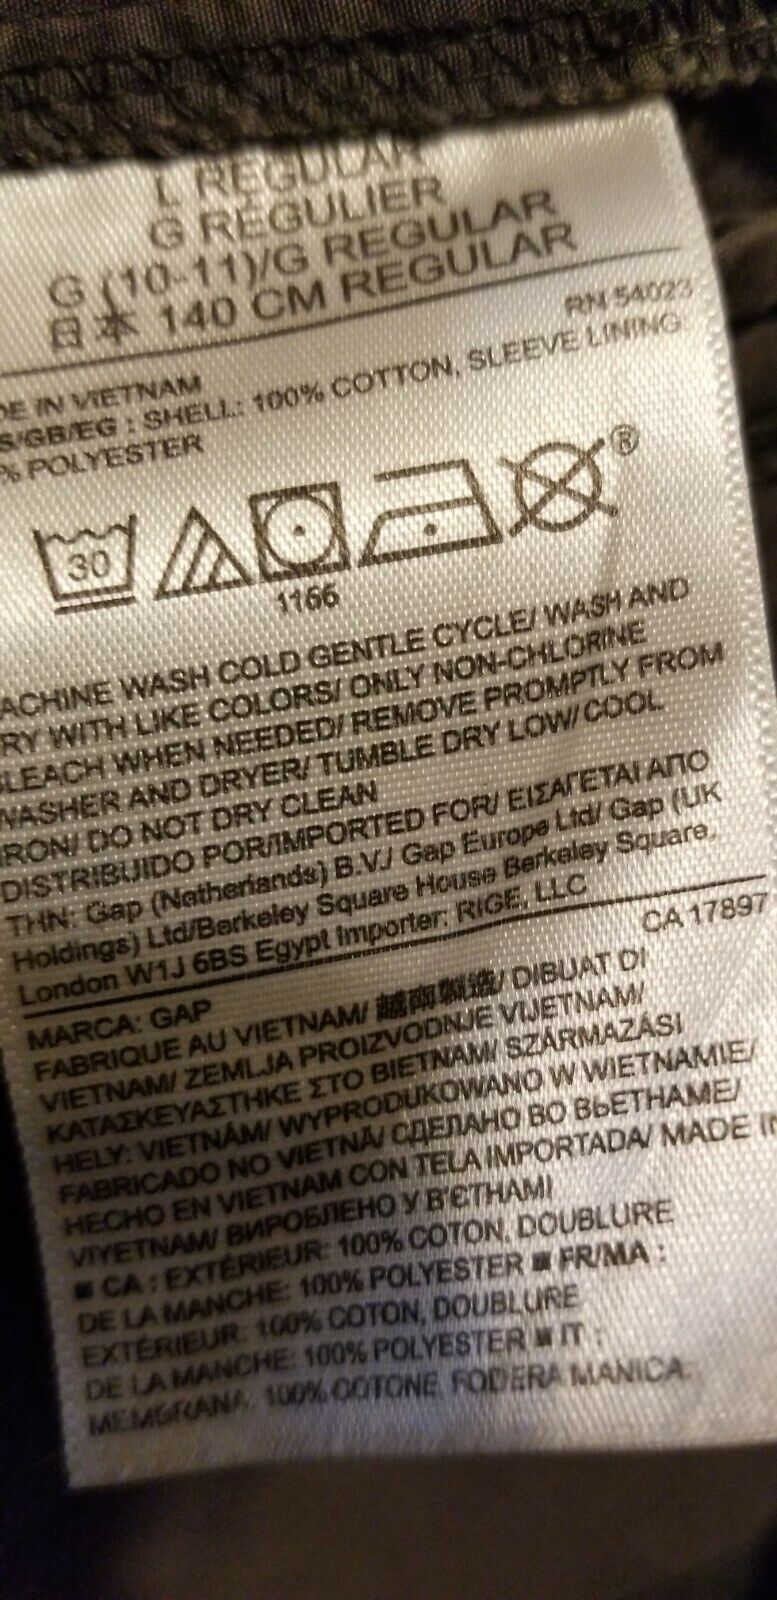 L REGULAR
G RÉGULIER
G (10-11)/G REGULAR
日本 140 CM REGULAR
RN 54023
DE IN VIETNAM
S/GB/EG : SHELL: 100% COTTON, SLEEVE LINING:
% POLYESTER
30
®
1166
ACHINE WASH COLD GENTLE CYCLE/ WASH AND
RY WITH LIKE COLORS/ ONLY NON-CHLORINE
LEACH WHEN NEEDED/ REMOVE PROMPTLY FROM
WASHER AND DRYER/ TUMBLE DRY LOW/ COOL
IRON/ DO NOT DRY CLEAN
DISTRIBUIDO POR/IMPORTED FOR/ ΕΙΣΑΓΕΤΑΙ ΑΠΟ
ΤΗΝ: Gap (Netherlands) B.V./ Gap Europe Ltd/ Gap (UK
Holdings) Ltd/Berkeley Square House Berkeley Square,
London W1J 6BS Egypt Importer: RIGE, LLC
CA 17897
MARCA: GAP
FABRIQUE AU VIETNAM/ 越南製造/ DIBUAT DI
VIETNAM/ ZEMLJA PROIZVODNJE VIJETNAM/
ΚΑΤΑΣΚΕΥΑΣΤΗΚΕ ΣΤΟ ΒΙΕΤΝΑΜ/ SZÁRMAZÁSI
HELY: VIETNÁM/ WYPRODUKOWANO W WIETNAMIE/
FABRICADO NO VIETNÃ/ СДЕЛАНО ВО ВЬЕТНАМЕ/
HECHO EN VIETNAM CON TELA IMPORTADA/ MADE IN
VIYETNAM/ ВИРОБЛЕНО У В'ЄТНАМІ
■ CA : EXTÉRIEUR: 100% COTON, DOUBLURE
DE LA MANCHE: 100% POLYESTER ■ FR/MA :
EXTÉRIEUR: 100% COTON, DOUBLURE
DE LA MANCHE: 100% POLYESTER ■ IT :
MEMBRANA: 100% COTONE, FODERA MANICA: